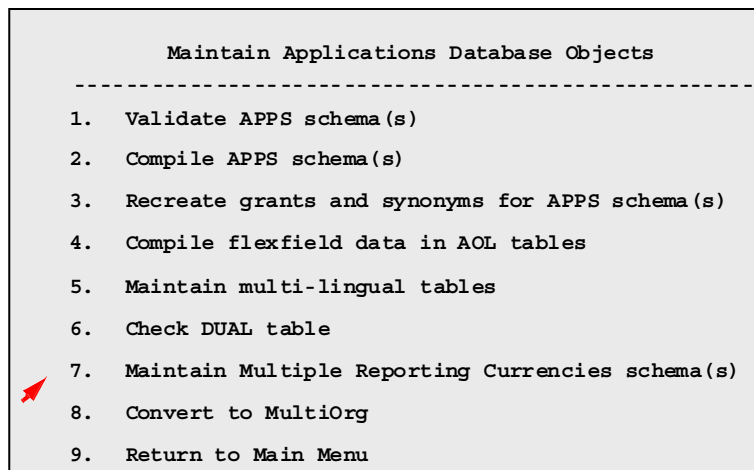 Maintain Applications Database Objects
----------------------------------------------------
1. Validate APPS schema(s)
2. Compile APPS schema(s)
3. Recreate grants and synonyms for APPS schema(s)
4. Compile flexfield data in AOL tables
5. Maintain multi-lingual tables
6. Check DUAL table
7. Maintain Multiple Reporting Currencies schema(s)
8. Convert to MultiOrg
9. Return to Main Menu